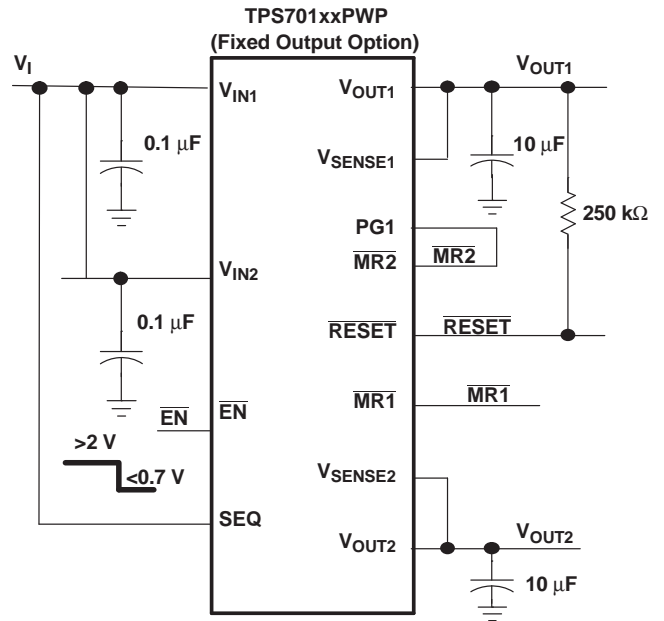 TPS701xxPWP
(Fixed Output Option)
VI
VIN1
VOUT1
VOUT1
0.1 μF
VSENSE1
10 μF
PG1
250 kΩ
MR2
MR2
VIN2
0.1 μF
RESET
RESET
MR1
MR1
EN
EN
>2 V
<0.7 V
VSENSE2
SEQ
VOUT2
VOUT2
10 μF